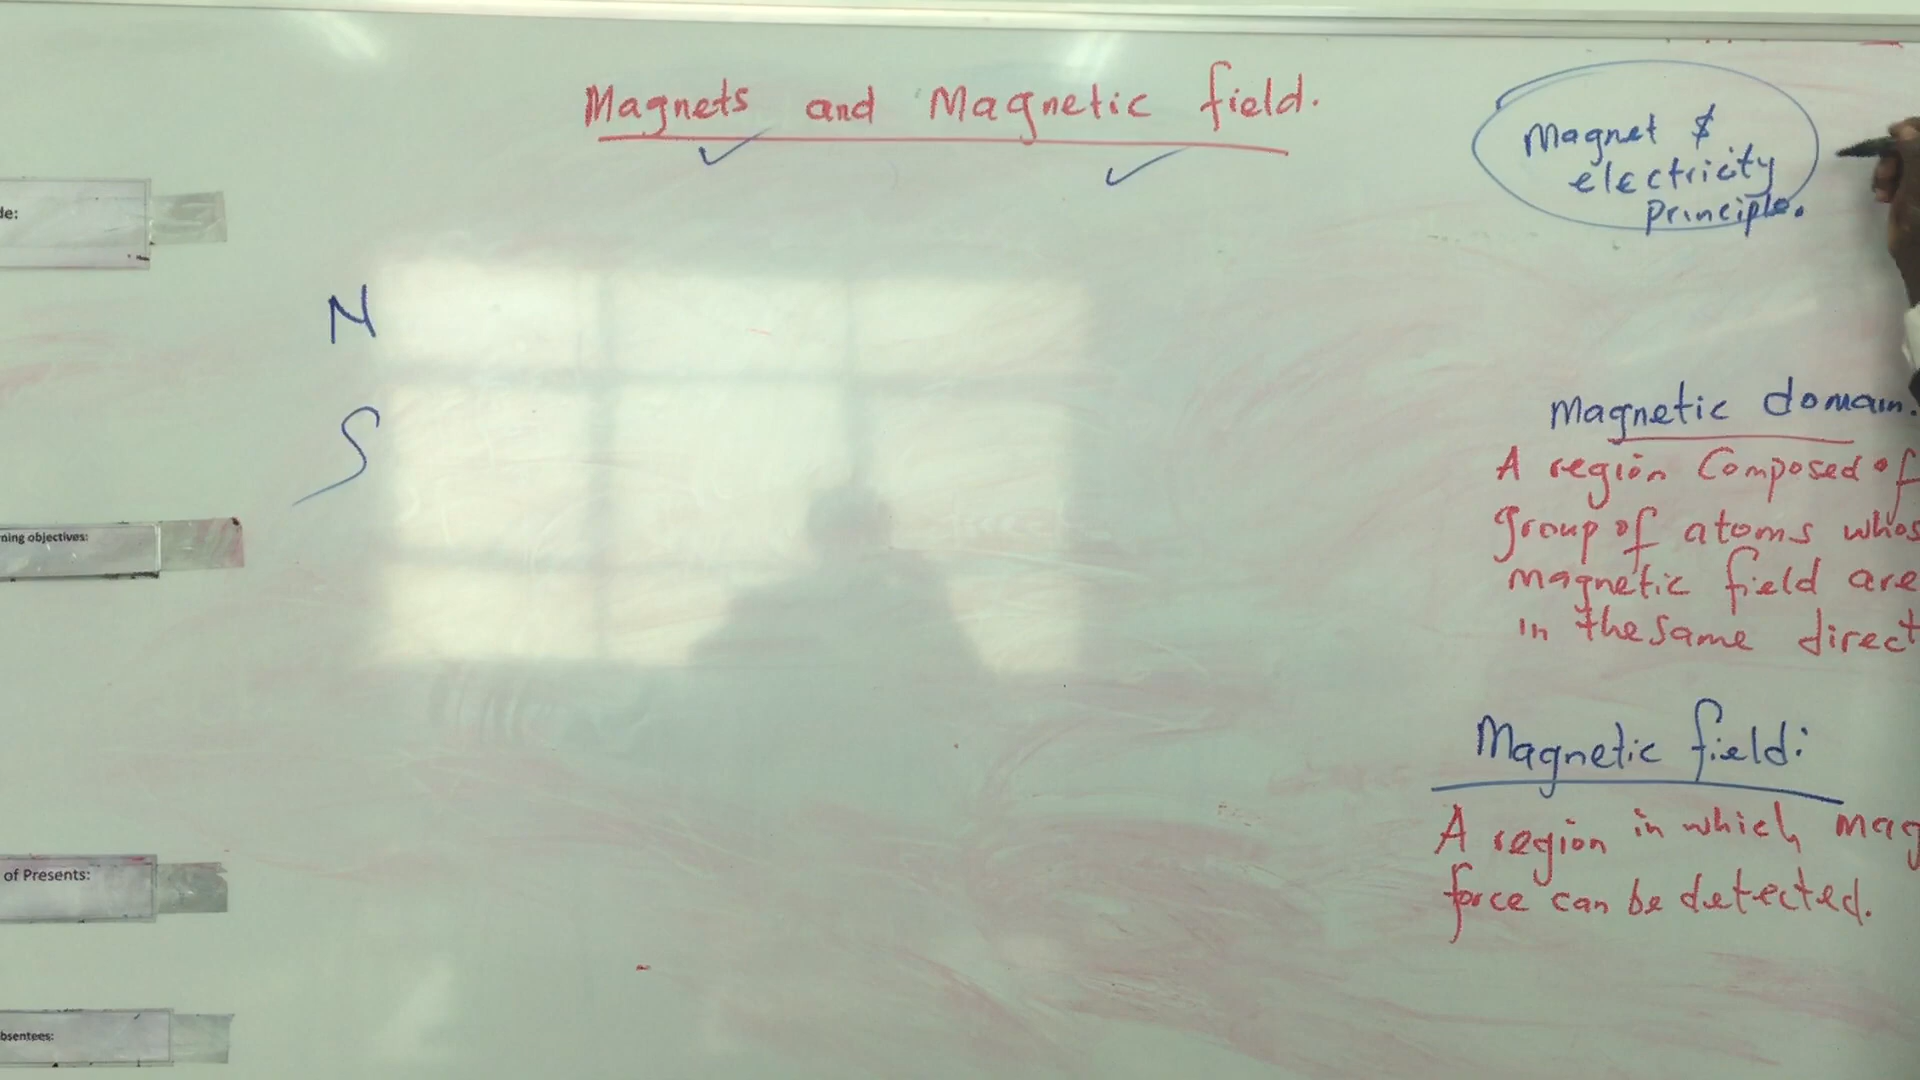 Magnets and Magnetic field.
Magnet $
electricity
principle.
de:
N
S
Magnetic domain.
A region Composed of
group of atoms whos
magnetic field are
in the same direct
ning objectives:
Magnetic field:
A region in which mag
force can be detected.
of Presents:
bsentees: